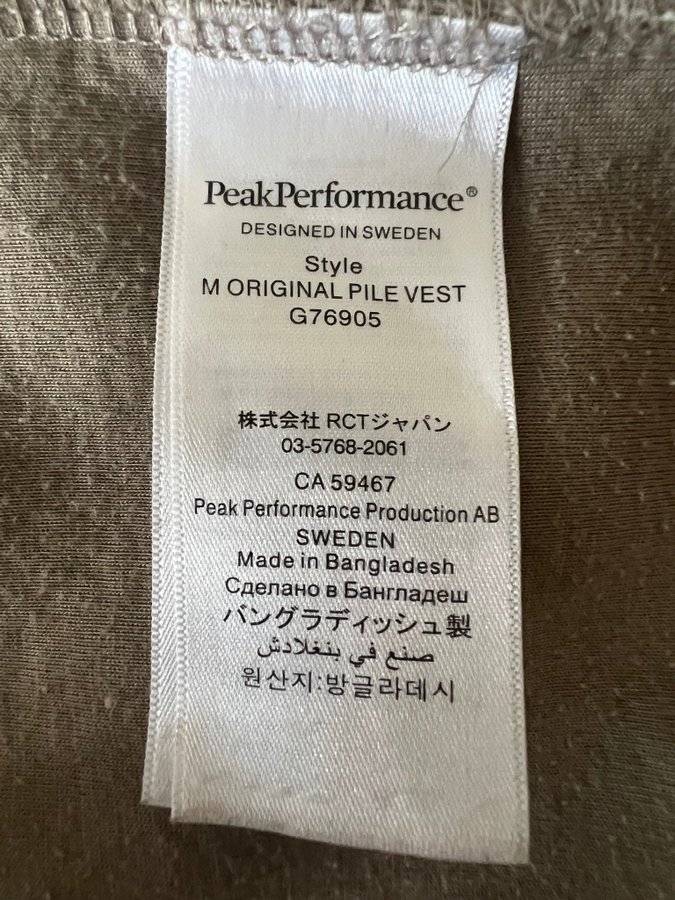 PeakPerformance®
DESIGNED IN SWEDEN
Style
M ORIGINAL PILE VEST
G76905
株式会社 RCTジャパン
03-5768-2061
CA 59467
Peak Performance Production AB
SWEDEN
Made in Bangladesh
Сделано в Бангладеш
バングラディッシュ製
صنع في بنغلادش
원산지:방글라데시